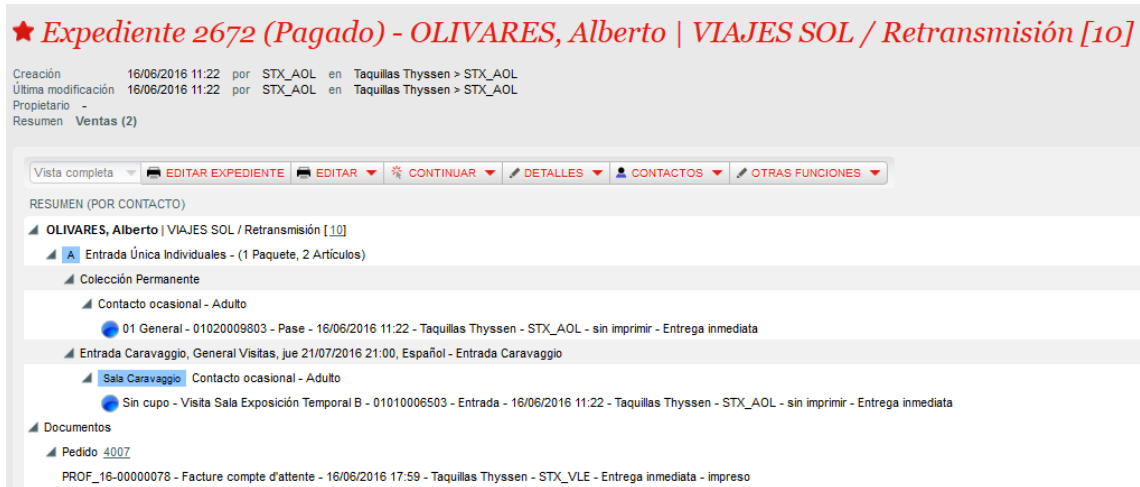 Expediente 2672 (Pagado) - OLIVARES, Alberto | VIAJES SOL / Retransmisión [10]
Creación 16/06/2016 11:22 por STX_AOL en Taquillas Thyssen > STX_AOL
Última modificación 16/06/2016 11:22 por STX_AOL en Taquillas Thyssen > STX_AOL
Propietario -
Resumen Ventas (2)
Vista completa EDITAR EXPEDIENTE EDITAR CONTINUAR DETALLES CONTACTOS OTRAS FUNCIONES
RESUMEN (POR CONTACTO)
OLIVARES, Alberto | VIAJES SOL / Retransmisión [10]
A Entrada Única Individuales - (1 Paquete, 2 Artículos)
Colección Permanente
Contacto ocasional - Adulto
01 General - 01020009803 - Pase - 16/06/2016 11:22 - Taquillas Thyssen - STX_AOL - sin imprimir - Entrega inmediata
Entrada Caravaggio, General Visitas, jue 21/07/2016 21:00, Español - Entrada Caravaggio
Sala Caravaggio Contacto ocasional - Adulto
Sin cupo - Visita Sala Exposición Temporal B - 01010006503 - Entrada - 16/06/2016 11:22 - Taquillas Thyssen - STX_AOL - sin imprimir - Entrega inmediata
Documentos
Pedido 4007
PROF_16-00000078 - Facture compte d'attente - 16/06/2016 17:59 - Taquillas Thyssen - STX_VLE - Entrega inmediata - impreso